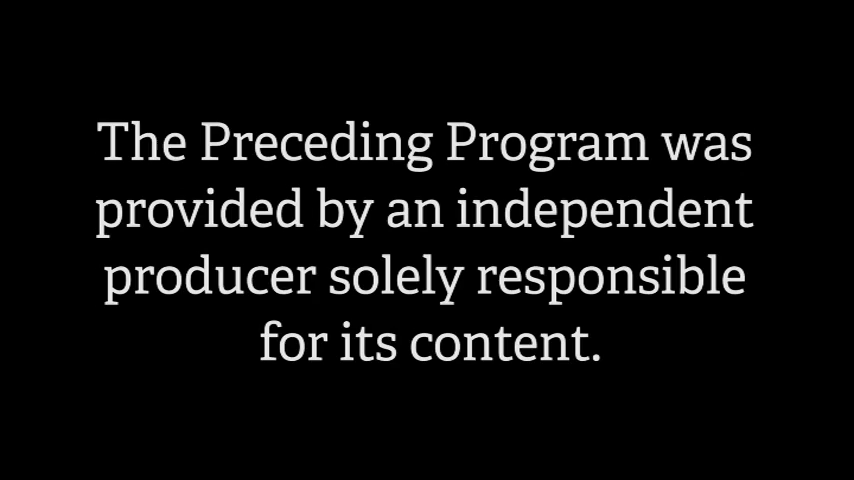 The Preceding Program was
provided by an independent
producer solely responsible
for its content.